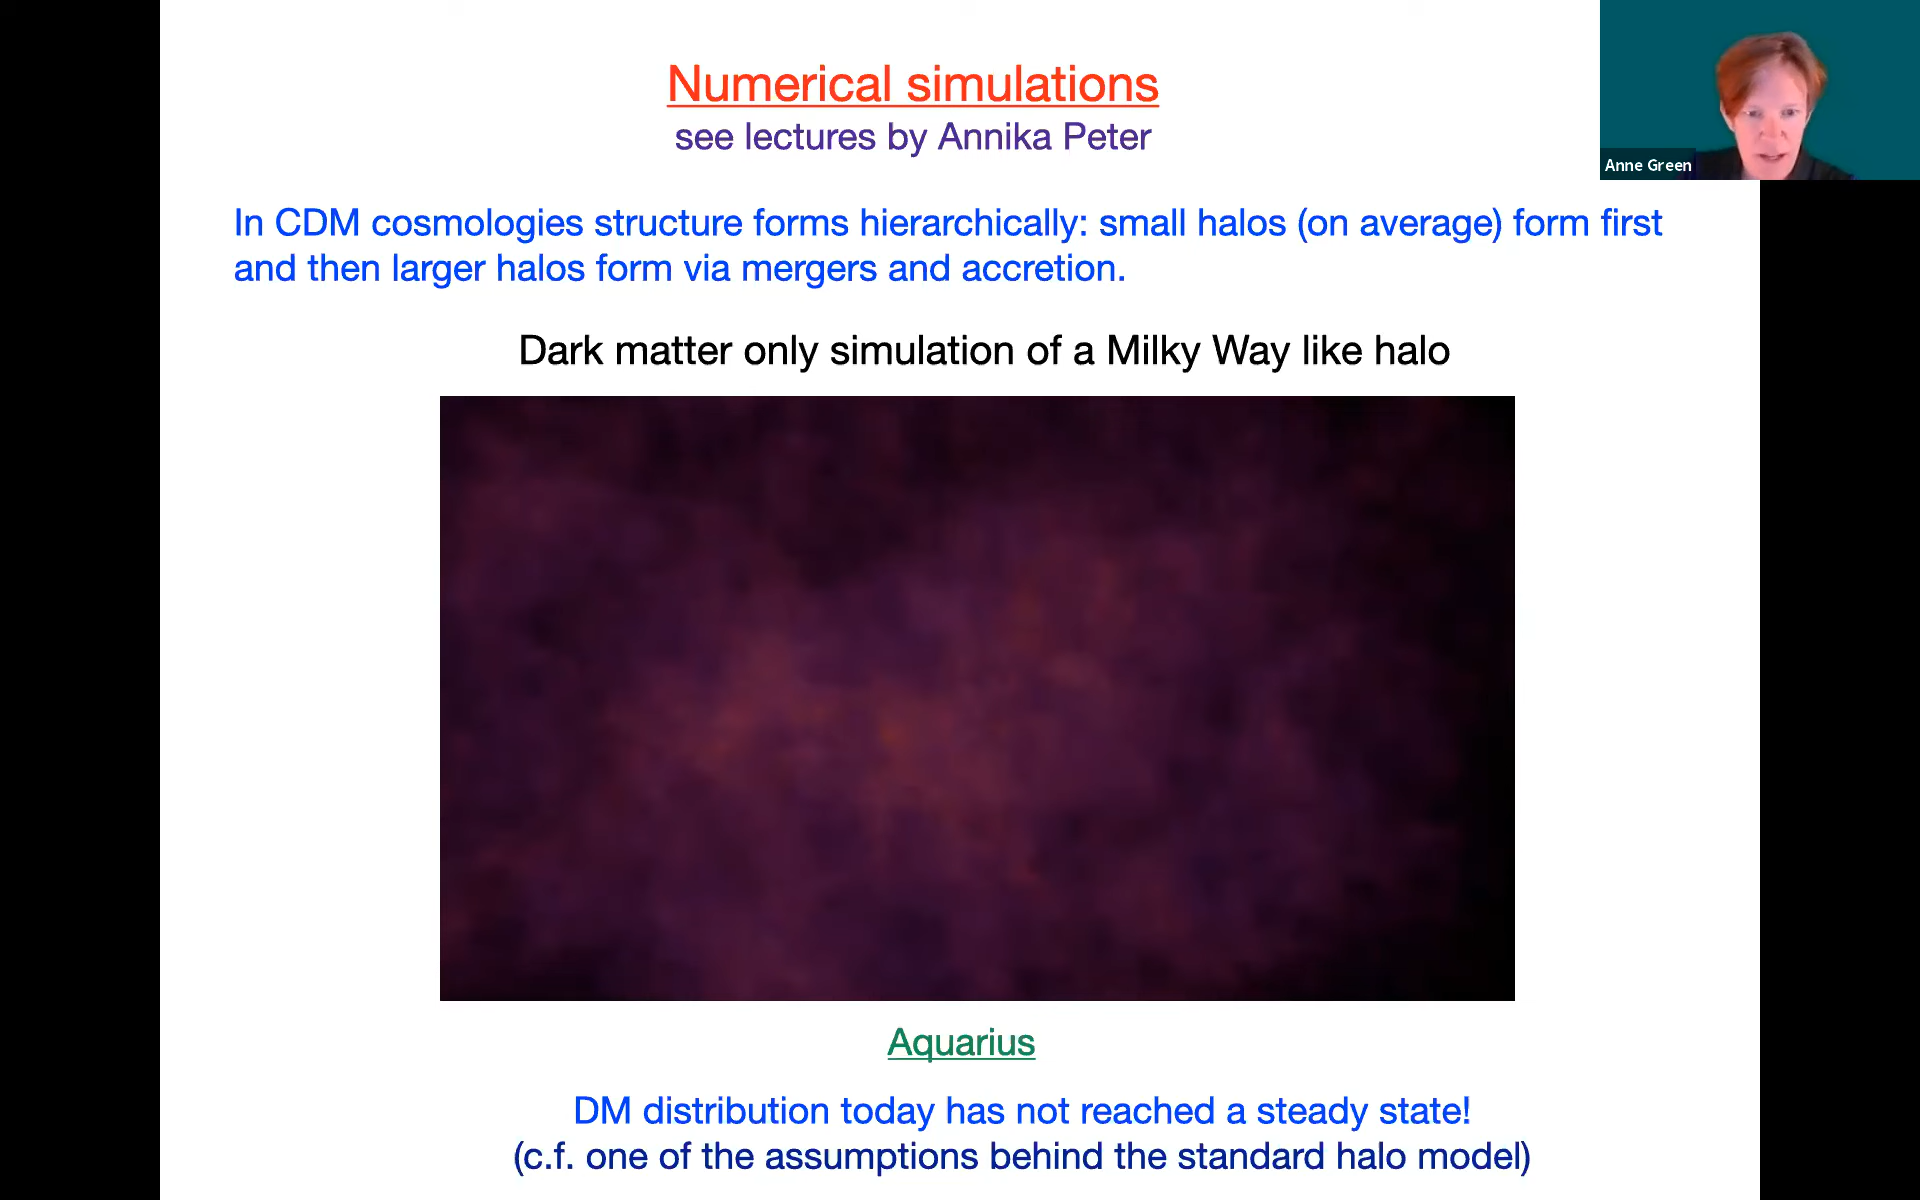 Numerical simulations
see lectures by Annika Peter
Anne Green
In CDM cosmologies structure forms hierarchically: small halos (on average) form first
and then larger halos form via mergers and accretion.
Dark matter only simulation of a Milky Way like halo
Aquarius
DM distribution today has not reached a steady state!
(c.f. one of the assumptions behind the standard halo model)